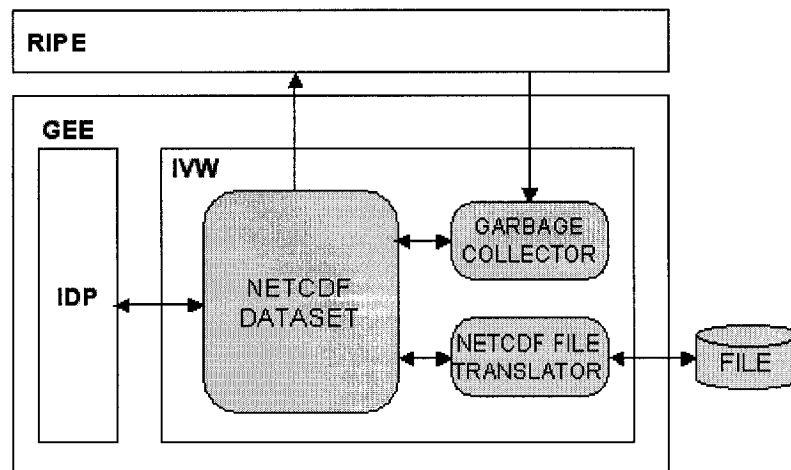 RIPE
GEE
IVW
IDP
NETCDF
DATASET
GARBAGE
COLLECTOR
NETCDF FILE
TRANSLATOR
FILE